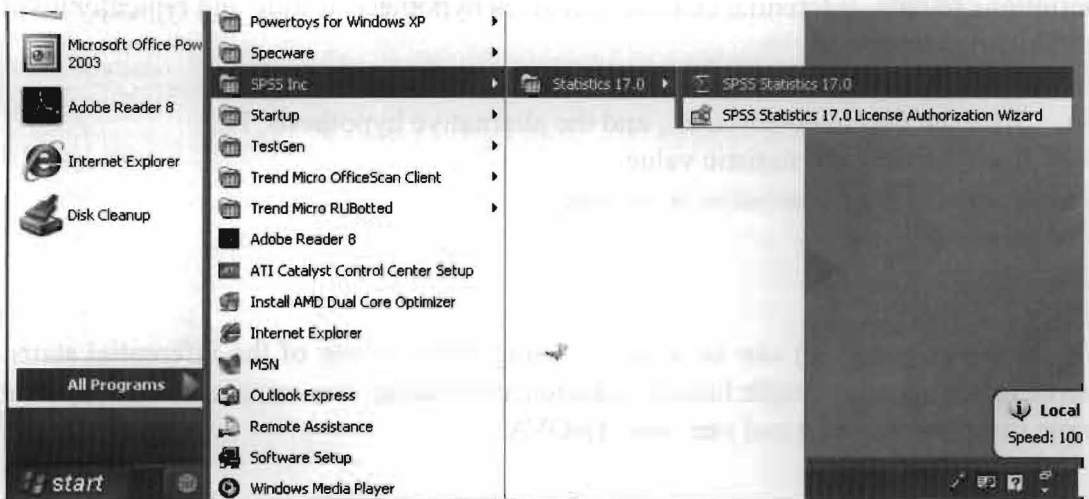 Microsoft Office Pow
2003
Adobe Reader 8
Internet Explorer
Disk Cleanup
All Programs
start
Powertoys for Windows XP
Specware
SPSS Inc
Startup
TestGen
Trend Micro OfficeScan Client
Trend Micro RUBotted
Adobe Reader 8
ATI Catalyst Control Center Setup
Install AMD Dual Core Optimizer
Internet Explorer
MSN
Outlook Express
Remote Assistance
Software Setup
Windows Media Player
Statistics 17.0
SPSS Statistics 17.0
SPSS Statistics 17.0 License Authorization Wizard
Local
Speed: 100